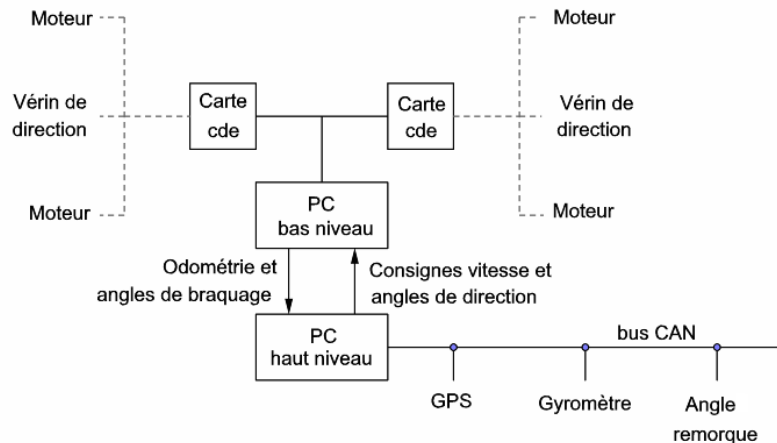 Moteur
Moteur
Vérin de
direction
Carte
cde
Carte
cde
Vérin de
direction
Moteur
Moteur
PC
bas niveau
Odométrie et
angles de braquage
Consignes vitesse et
angles de direction
PC
haut niveau
bus CAN
GPS
Gyromètre
Angle
remorque